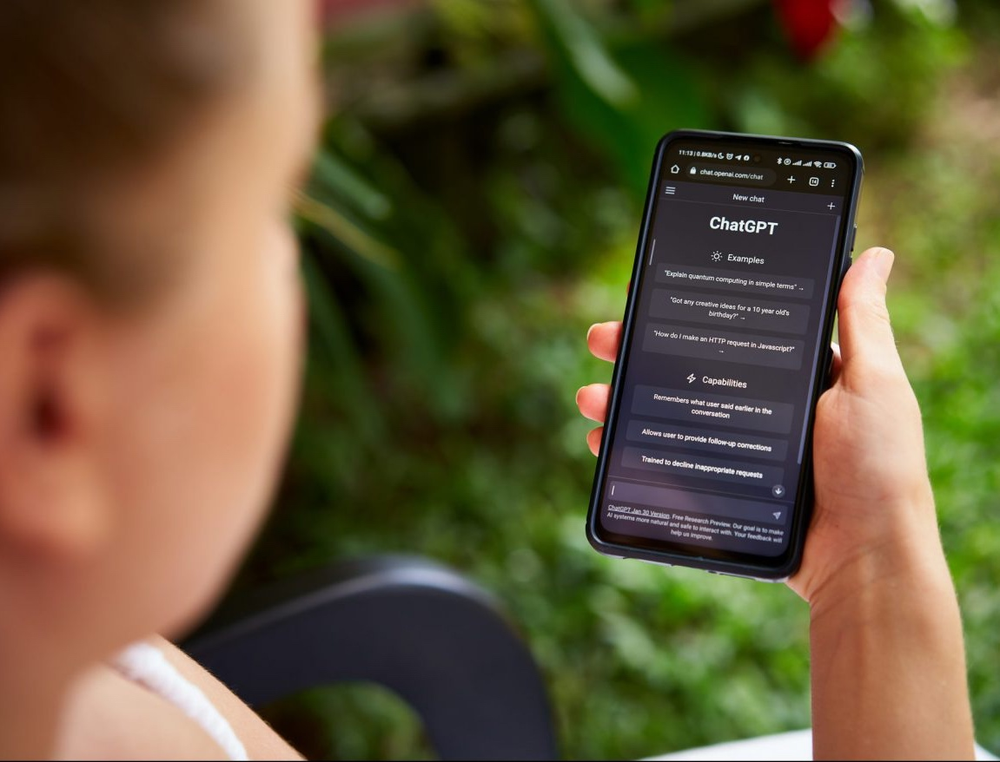 11:13 | 0.8KB/s
chat.openai.com/chat
14
New chat
ChatGPT
Examples
"Explain quantum computing in simple terms" →
"Got any creative ideas for a 10 year old's
birthday?" →
"How do I make an HTTP request in Javascript?"
→
Capabilities
Remembers what user said earlier in the
conversation
Allows user to provide follow-up corrections
Trained to decline inappropriate requests
ChatGPT Jan 30 Version. Free Research Preview. Our goal is to make
AI systems more natural and safe to interact with. Your feedback will
help us improve.